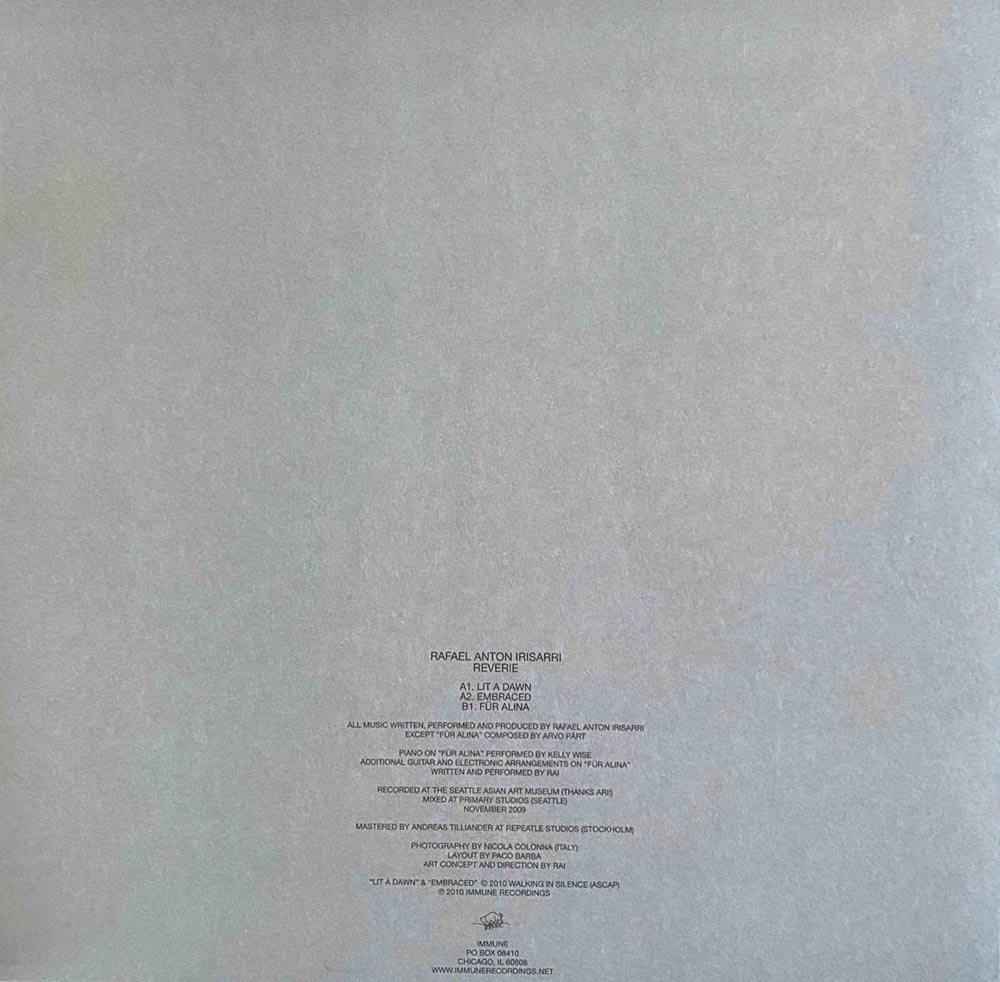 RAFAEL ANTON IRISARRI
REVERIE
A1. LIT A DAWN
A2. EMBRACED
B1. FÜR ALINA
ALL MUSIC WRITTEN, PERFORMED AND PRODUCED BY RAFAEL ANTON IRISARRI
EXCEPT "FÜR ALINA" COMPOSED BY ARVO PÄRT
PIANO ON "FÜR ALINA" PERFORMED BY KELLY WISE
ADDITIONAL GUITAR AND ELECTRONIC ARRANGEMENTS ON "FÜR ALINA"
WRITTEN AND PERFORMED BY RAI
RECORDED AT THE SEATTLE ASIAN ART MUSEUM (THANKS ARI!)
MIXED AT PRIMARY STUDIOS (SEATTLE)
NOVEMBER 2009
MASTERED BY ANDREAS TILLIANDER AT REPEATLE STUDIOS (STOCKHOLM)
PHOTOGRAPHY BY NICOLA COLONNA (ITALY)
LAYOUT BY PACO BARBA
ART CONCEPT AND DIRECTION BY RAI
"LIT A DAWN" & "EMBRACED" © 2010 WALKING IN SILENCE (ASCAP)
℗ 2010 IMMUNE RECORDINGS
IMMUNE
PO BOX 08410
CHICAGO, IL 60608
WWW.IMMUNERECORDINGS.NET